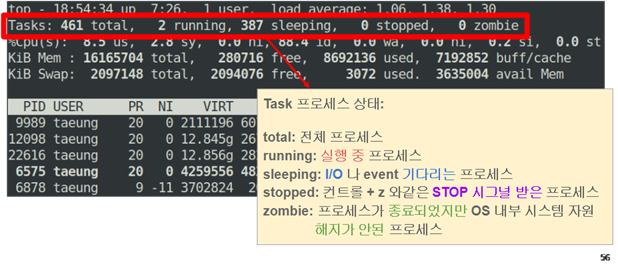 top - 18:54:34 up  7:26,  1 user,  load average: 1.06, 1.38, 1.30
Tasks: 461 total,   2 running, 387 sleeping,   0 stopped,   0 zombie
%Cpu(s):  8.5 us,  2.8 sy,  0.0 ni, 88.4 id,  0.0 wa,  0.0 hi,  0.2 si,  0.0 st
KiB Mem : 16165704 total,   280716 free,  8692136 used,  7192852 buff/cache
KiB Swap:  2097148 total,  2094076 free,     3072 used.  3635004 avail Mem
PID USER      PR  NI    VIRT
9989 taeung    20   0 2111196
12098 taeung    20   0 12.845g
22616 taeung    20   0 12.856g
6575 taeung    20   0 4259556
6878 taeung     9 -11 3702824
Task 프로세스 상태:
total: 전체 프로세스
running: 실행 중 프로세스
sleeping: I/O 나 event 기다리는 프로세스
stopped: 컨트롤 + z 와같은 STOP 시그널 받은 프로세스
zombie: 프로세스가 종료되었지만 OS 내부 시스템 자원
해지가 안된 프로세스
56